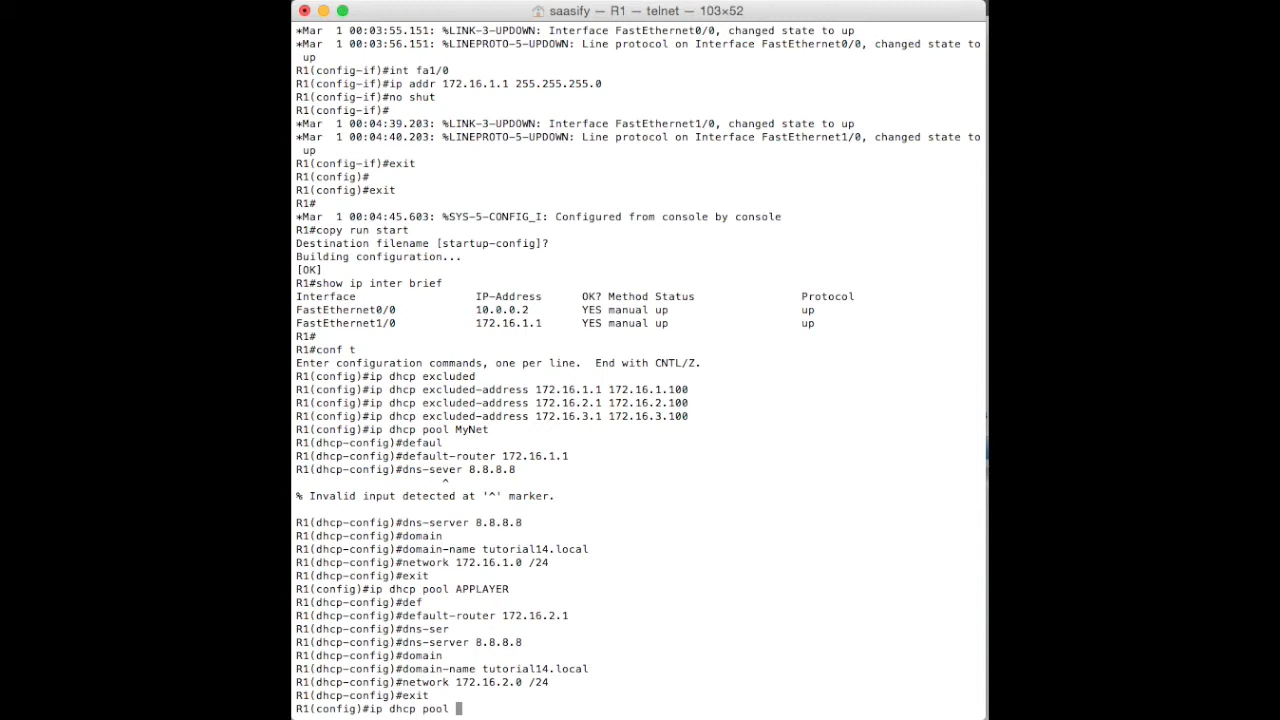 saasify — R1 — telnet — 103×52
*Mar  1 00:03:55.151: %LINK-3-UPDOWN: Interface FastEthernet0/0, changed state to up
*Mar  1 00:03:56.151: %LINEPROTO-5-UPDOWN: Line protocol on Interface FastEthernet0/0, changed state to
up
R1(config-if)#int fa1/0
R1(config-if)#ip addr 172.16.1.1 255.255.255.0
R1(config-if)#no shut
R1(config-if)#
*Mar  1 00:04:39.203: %LINK-3-UPDOWN: Interface FastEthernet1/0, changed state to up
*Mar  1 00:04:40.203: %LINEPROTO-5-UPDOWN: Line protocol on Interface FastEthernet1/0, changed state to
up
R1(config-if)#exit
R1(config)#
R1(config)#exit
R1#
*Mar  1 00:04:45.603: %SYS-5-CONFIG_I: Configured from console by console
R1#copy run start
Destination filename [startup-config]?
Building configuration...
[OK]
R1#show ip inter brief
Interface                  IP-Address      OK? Method Status                Protocol
FastEthernet0/0            10.0.0.2        YES manual up                    up
FastEthernet1/0            172.16.1.1      YES manual up                    up
R1#
R1#conf t
Enter configuration commands, one per line.  End with CNTL/Z.
R1(config)#ip dhcp excluded
R1(config)#ip dhcp excluded-address 172.16.1.1 172.16.1.100
R1(config)#ip dhcp excluded-address 172.16.2.1 172.16.2.100
R1(config)#ip dhcp excluded-address 172.16.3.1 172.16.3.100
R1(config)#ip dhcp pool MyNet
R1(dhcp-config)#defaul
R1(dhcp-config)#default-router 172.16.1.1
R1(dhcp-config)#dns-sever 8.8.8.8
^
% Invalid input detected at '^' marker.
R1(dhcp-config)#dns-server 8.8.8.8
R1(dhcp-config)#domain
R1(dhcp-config)#domain-name tutorial14.local
R1(dhcp-config)#network 172.16.1.0 /24
R1(dhcp-config)#exit
R1(config)#ip dhcp pool APPLAYER
R1(dhcp-config)#def
R1(dhcp-config)#default-router 172.16.2.1
R1(dhcp-config)#dns-ser
R1(dhcp-config)#dns-server 8.8.8.8
R1(dhcp-config)#domain
R1(dhcp-config)#domain-name tutorial14.local
R1(dhcp-config)#network 172.16.2.0 /24
R1(dhcp-config)#exit
R1(config)#ip dhcp pool